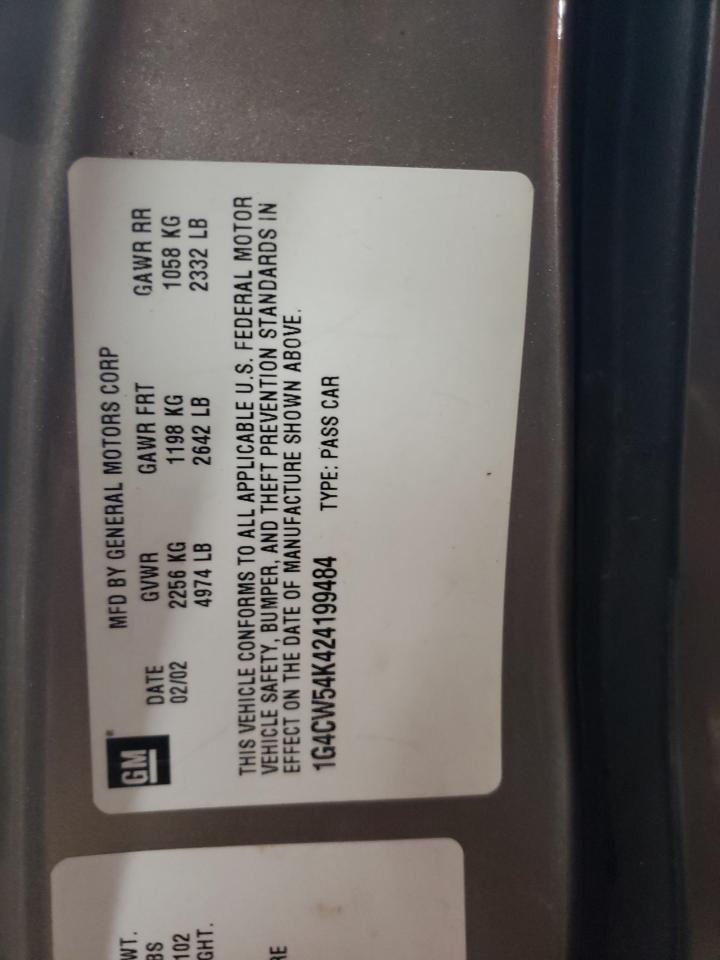 GM
®
MFD BY GENERAL MOTORS CORP
DATE GVWR GAWR FRT GAWR RR
02/02 2256 KG 1198 KG 1058 KG
4974 LB 2642 LB 2332 LB
THIS VEHICLE CONFORMS TO ALL APPLICABLE U.S. FEDERAL MOTOR
VEHICLE SAFETY, BUMPER, AND THEFT PREVENTION STANDARDS IN
EFFECT ON THE DATE OF MANUFACTURE SHOWN ABOVE.
1G4CW54K424199484 TYPE: PASS CAR
WT.
BS
102
GHT.
RE